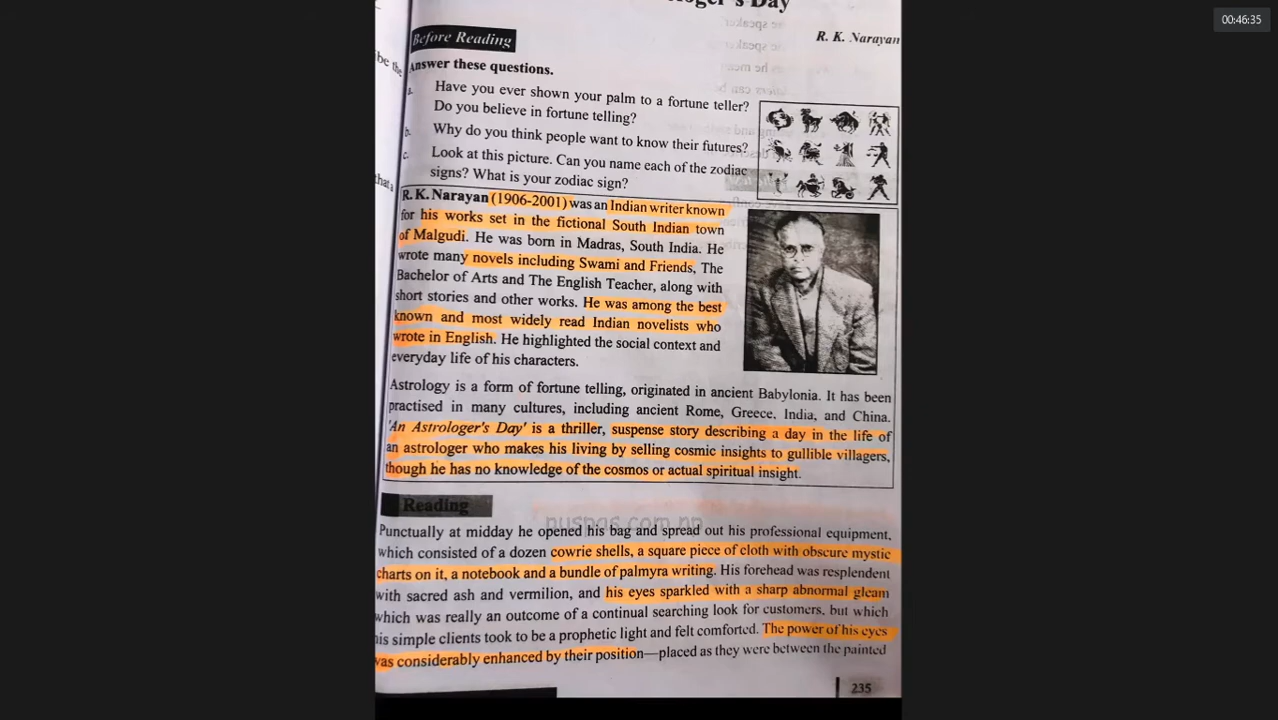 00:46:35
Day
R. K. Narayan
Before Reading
be the
Answer these questions.
a. Have you ever shown your palm to a fortune teller?
Do you believe in fortune telling?
b. Why do you think people want to know their futures?
c. Look at this picture. Can you name each of the zodiac
signs? What is your zodiac sign?
R. K. Narayan (1906-2001) was an Indian writer known
for his works set in the fictional South Indian town
of Malgudi. He was born in Madras, South India. He
wrote many novels including Swami and Friends, The
Bachelor of Arts and The English Teacher, along with
short stories and other works. He was among the best
known and most widely read Indian novelists who
wrote in English. He highlighted the social context and
everyday life of his characters.
Astrology is a form of fortune telling, originated in ancient Babylonia. It has been
practised in many cultures, including ancient Rome, Greece, India, and China.
'An Astrologer's Day' is a thriller, suspense story describing a day in the life of
an astrologer who makes his living by selling cosmic insights to gullible villagers,
though he has no knowledge of the cosmos or actual spiritual insight.
Reading
Punctually at midday he opened his bag and spread out his professional equipment,
which consisted of a dozen cowrie shells, a square piece of cloth with obscure mystic
charts on it, a notebook and a bundle of palmyra writing. His forehead was resplendent
with sacred ash and vermilion, and his eyes sparkled with a sharp abnormal gleam
which was really an outcome of a continual searching look for customers, but which
his simple clients took to be a prophetic light and felt comforted. The power of his eyes
was considerably enhanced by their position—placed as they were between the painted
235